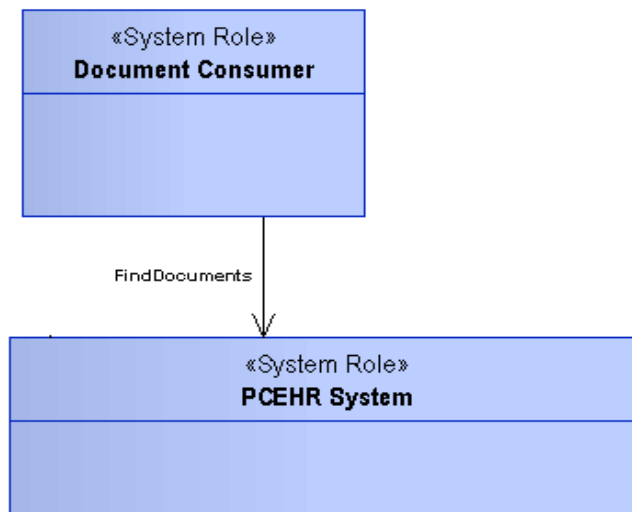 «System Role»
Document Consumer
FindDocuments
«System Role»
PCEHR System